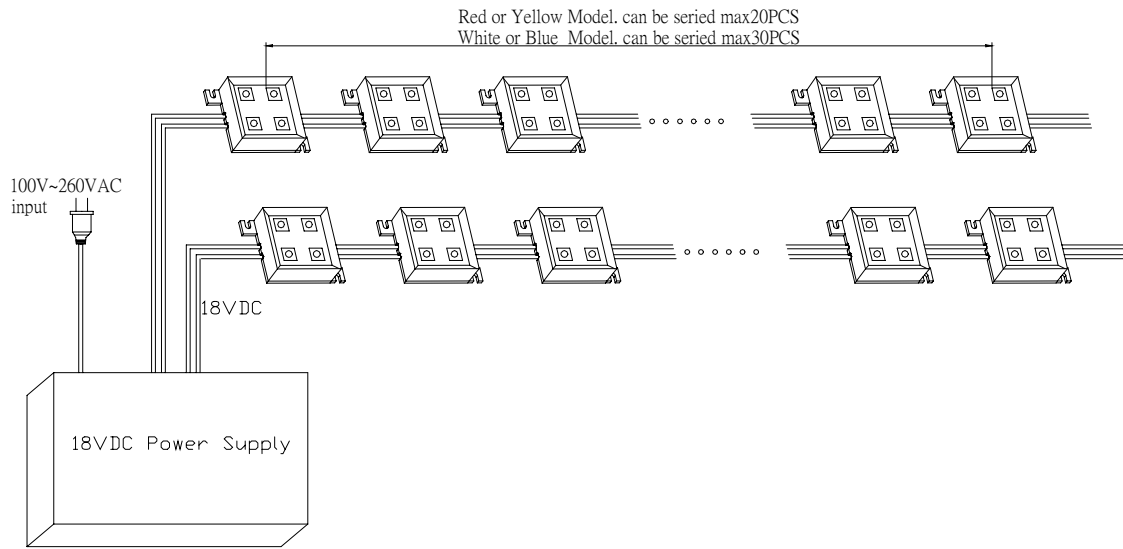 Red or Yellow Model. can be seried max20PCS
White or Blue Model. can be seried max30PCS
100V~260VAC
input
18VDC
18VDC Power Supply